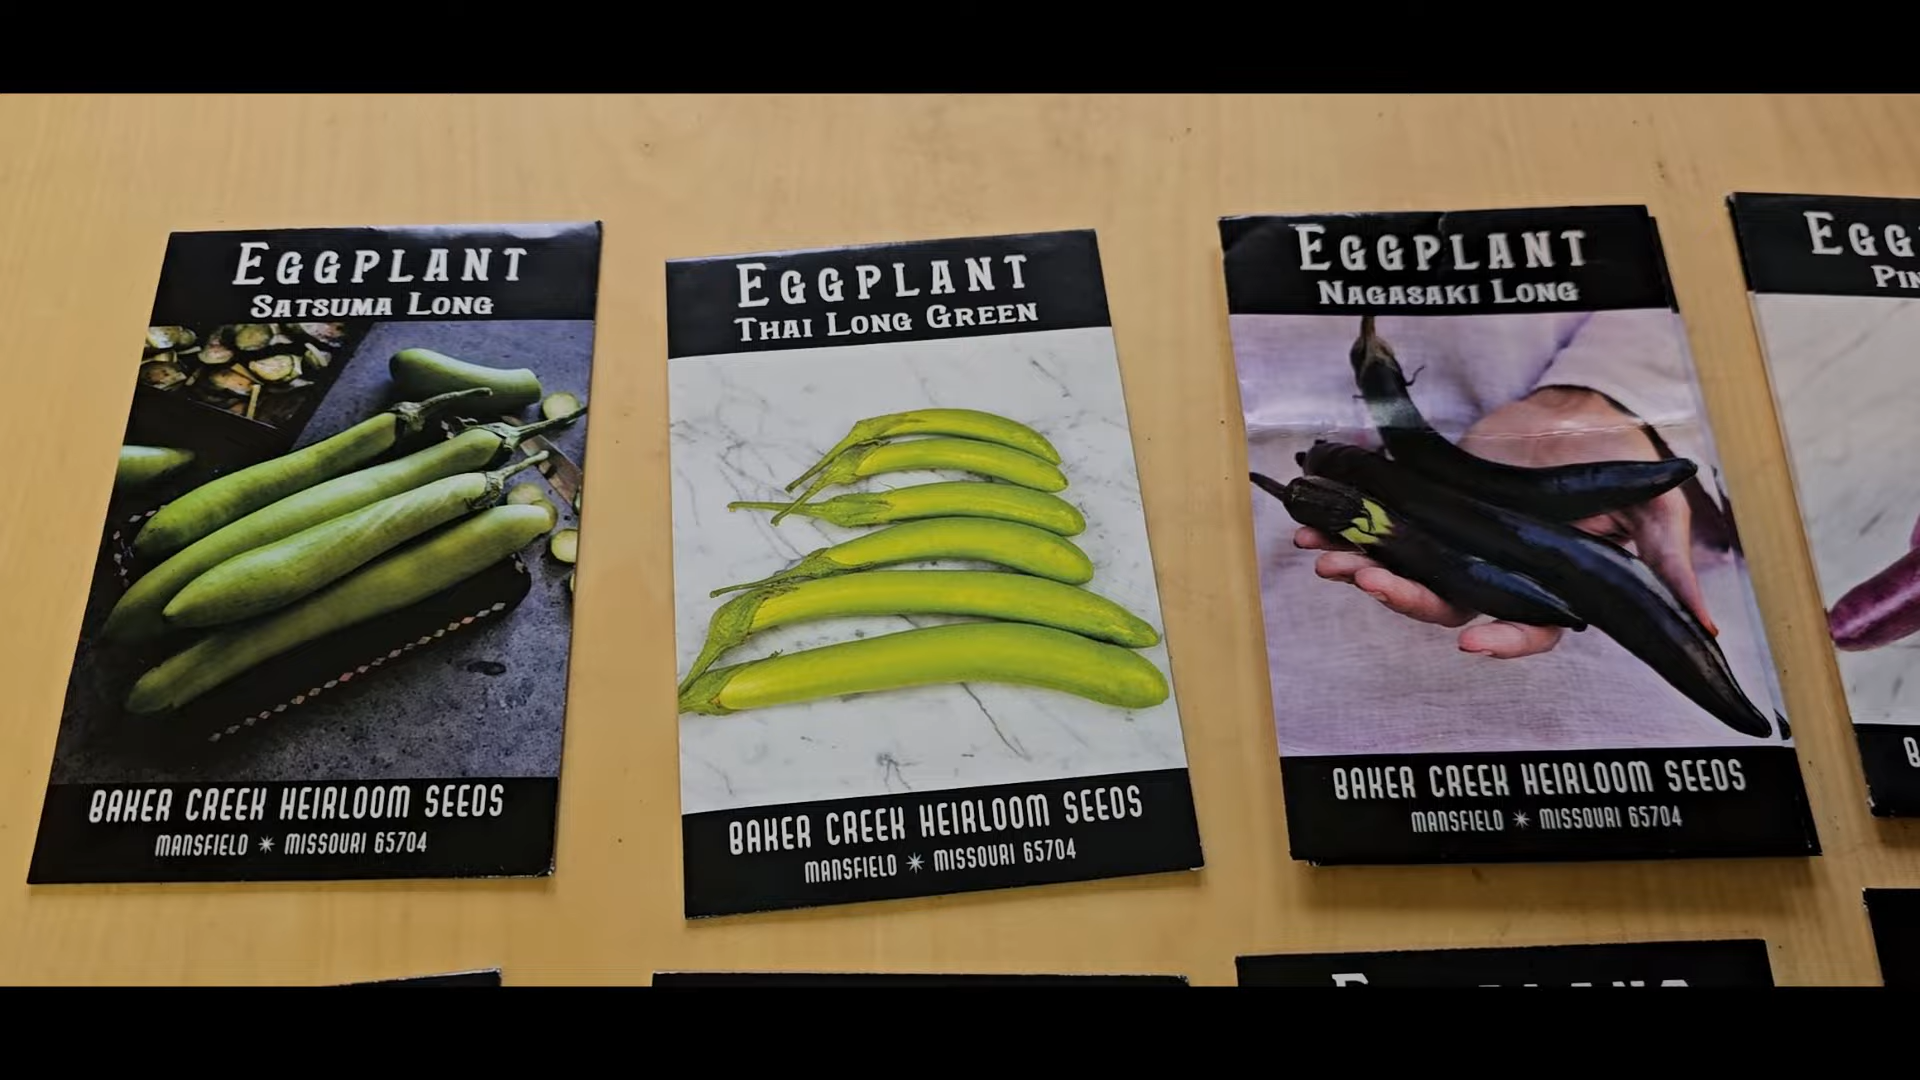 EGGPLANT
SATSUMA LONG
BAKER CREEK HEIRLOOM SEEDS
MANSFIELD ✴ MISSOURI 65704
EGGPLANT
THAI LONG GREEN
BAKER CREEK HEIRLOOM SEEDS
MANSFIELD ✴ MISSOURI 65704
EGGPLANT
NAGASAKI LONG
BAKER CREEK HEIRLOOM SEEDS
MANSFIELD ✴ MISSOURI 65704